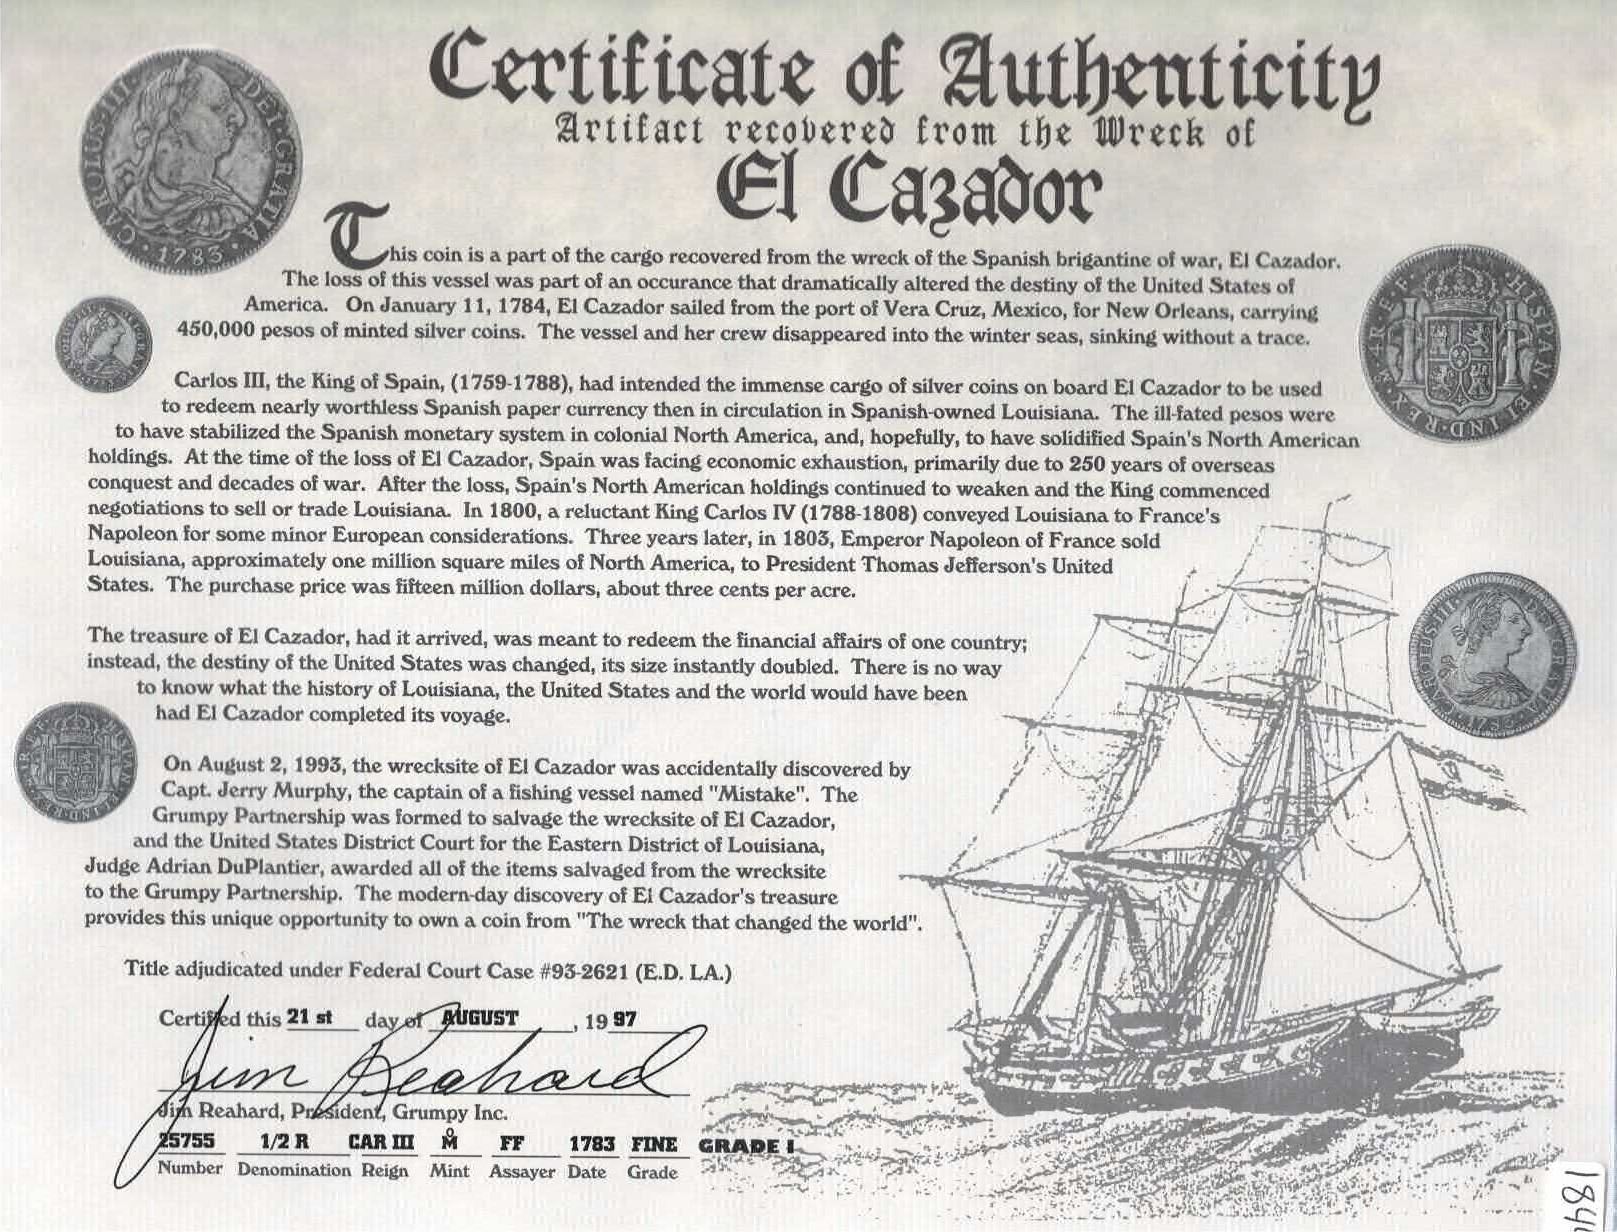 Certificate of Authenticity
Artifact recovered from the Wreck of
El Cazador
This coin is a part of the cargo recovered from the wreck of the Spanish brigantine of war, El Cazador.
The loss of this vessel was part of an occurance that dramatically altered the destiny of the United States of
America. On January 11, 1784, El Cazador sailed from the port of Vera Cruz, Mexico, for New Orleans, carrying
450,000 pesos of minted silver coins. The vessel and her crew disappeared into the winter seas, sinking without a trace.
Carlos III, the King of Spain, (1759-1788), had intended the immense cargo of silver coins on board El Cazador to be used
to redeem nearly worthless Spanish paper currency then in circulation in Spanish-owned Louisiana. The ill-fated pesos were
to have stabilized the Spanish monetary system in colonial North America, and, hopefully, to have solidified Spain's North American
holdings. At the time of the loss of El Cazador, Spain was facing economic exhaustion, primarily due to 250 years of overseas
conquest and decades of war. After the loss, Spain's North American holdings continued to weaken and the King commenced
negotiations to sell or trade Louisiana. In 1800, a reluctant King Carlos IV (1788-1808) conveyed Louisiana to France's
Napoleon for some minor European considerations. Three years later, in 1803, Emperor Napoleon of France sold
Louisiana, approximately one million square miles of North America, to President Thomas Jefferson's United
States. The purchase price was fifteen million dollars, about three cents per acre.
The treasure of El Cazador, had it arrived, was meant to redeem the financial affairs of one country;
instead, the destiny of the United States was changed, its size instantly doubled. There is no way
to know what the history of Louisiana, the United States and the world would have been
had El Cazador completed its voyage.
On August 2, 1993, the wrecksite of El Cazador was accidentally discovered by
Capt. Jerry Murphy, the captain of a fishing vessel named "Mistake". The
Grumpy Partnership was formed to salvage the wrecksite of El Cazador,
and the United States District Court for the Eastern District of Louisiana,
Judge Adrian DuPlantier, awarded all of the items salvaged from the wrecksite
to the Grumpy Partnership. The modern-day discovery of El Cazador's treasure
provides this unique opportunity to own a coin from "The wreck that changed the world".
Title adjudicated under Federal Court Case #93-2621 (E.D. LA.)
Certified this 21 st day of AUGUST, 19 97
Jim Reahard
Jim Reahard, President, Grumpy Inc.
25755 1/2 R CAR III M̊ FF 1783 FINE GRADE I
Number Denomination Reign Mint Assayer Date Grade
CAROLUS·III· DEI·GRATIA ·1783·
CAROLUS·III· DEI·GRATIA ·1783·
HISPAN·ET IND·REX